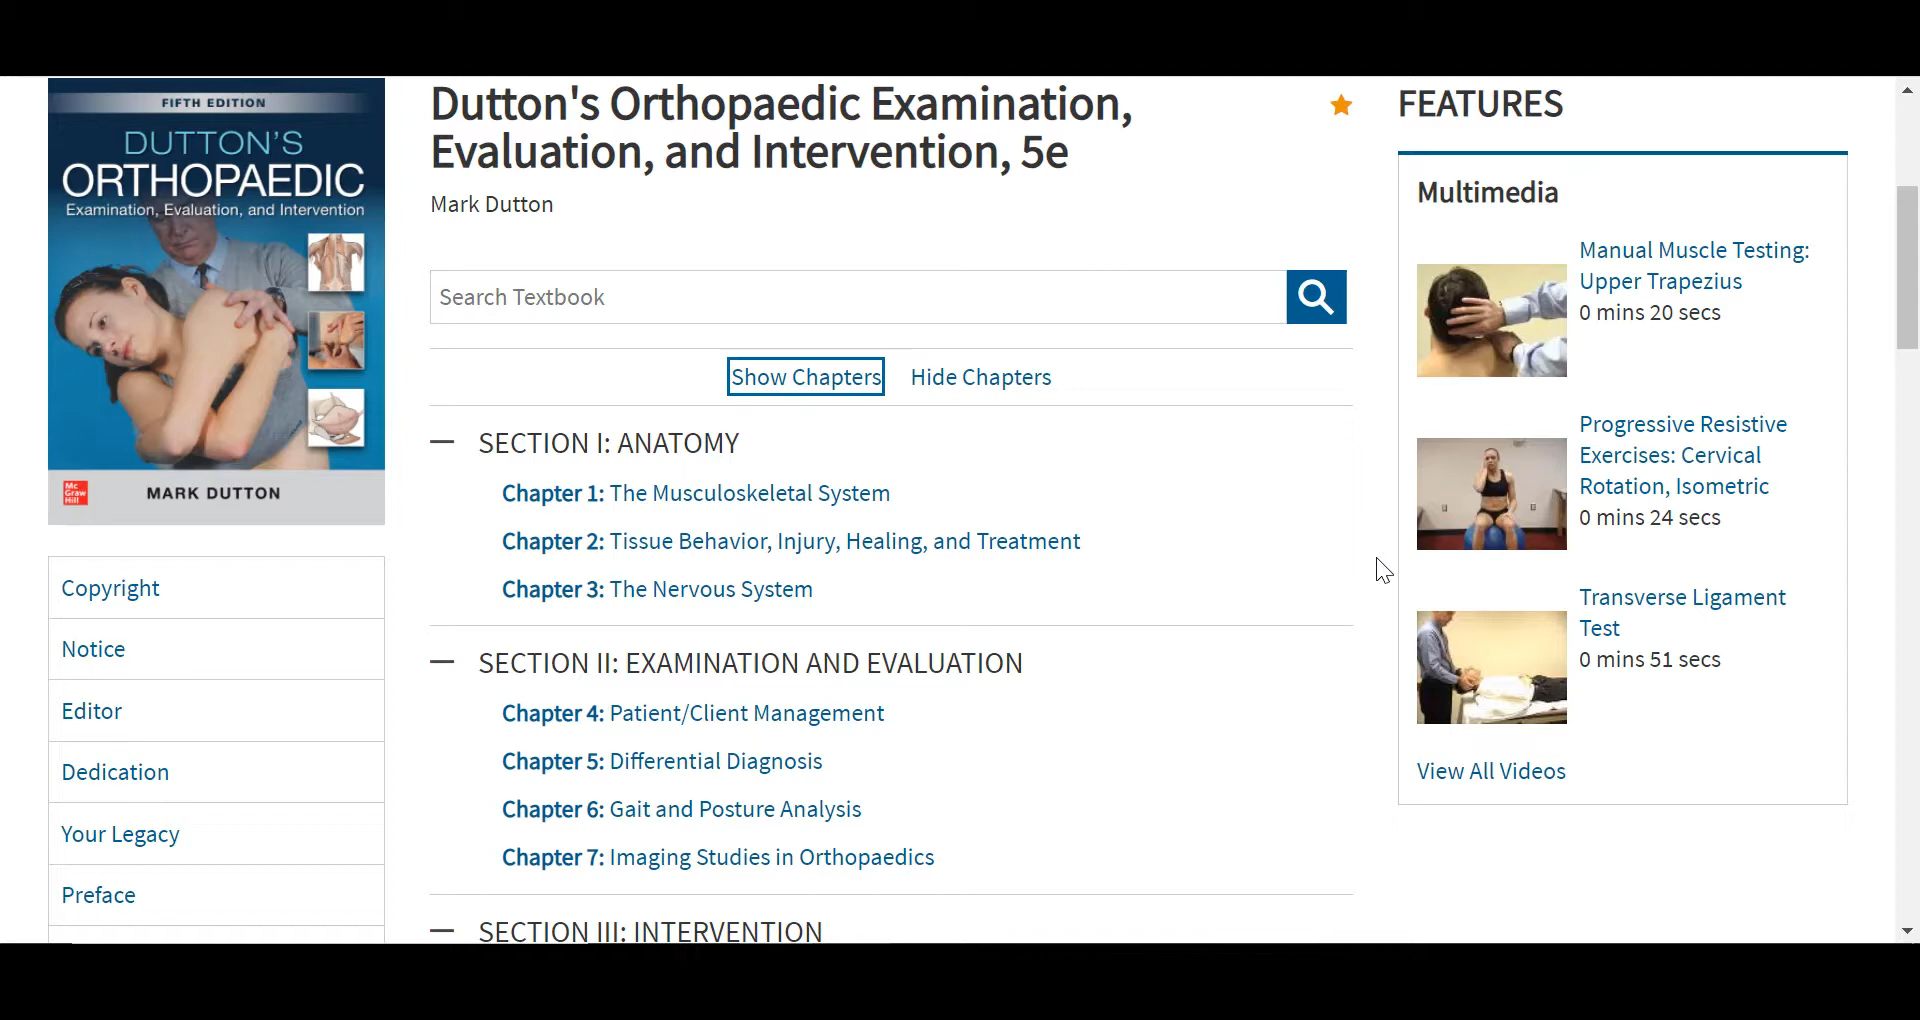 FIFTH EDITION
DUTTON'S
ORTHOPAEDIC
Examination, Evaluation, and Intervention
Mc
Graw
Hill
MARK DUTTON
Copyright
Notice
Editor
Dedication
Your Legacy
Preface
Dutton's Orthopaedic Examination,
Evaluation, and Intervention, 5e
Mark Dutton
Search Textbook
Show Chapters Hide Chapters
SECTION I: ANATOMY
Chapter 1: The Musculoskeletal System
Chapter 2: Tissue Behavior, Injury, Healing, and Treatment
Chapter 3: The Nervous System
SECTION II: EXAMINATION AND EVALUATION
Chapter 4: Patient/Client Management
Chapter 5: Differential Diagnosis
Chapter 6: Gait and Posture Analysis
Chapter 7: Imaging Studies in Orthopaedics
SECTION III: INTERVENTION
FEATURES
Multimedia
Manual Muscle Testing:
Upper Trapezius
0 mins 20 secs
Progressive Resistive
Exercises: Cervical
Rotation, Isometric
0 mins 24 secs
Transverse Ligament
Test
0 mins 51 secs
View All Videos